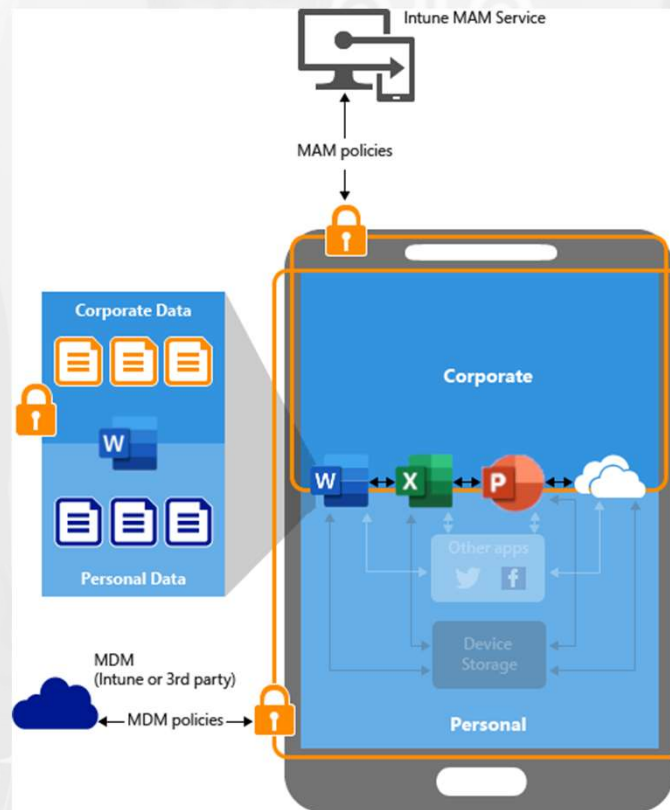 Intune MAM Service
MAM policies
Corporate Data
W
Personal Data
Corporate
W
X
P
Other apps
f
Device
Storage
Personal
MDM
(Intune or 3rd party)
MDM policies